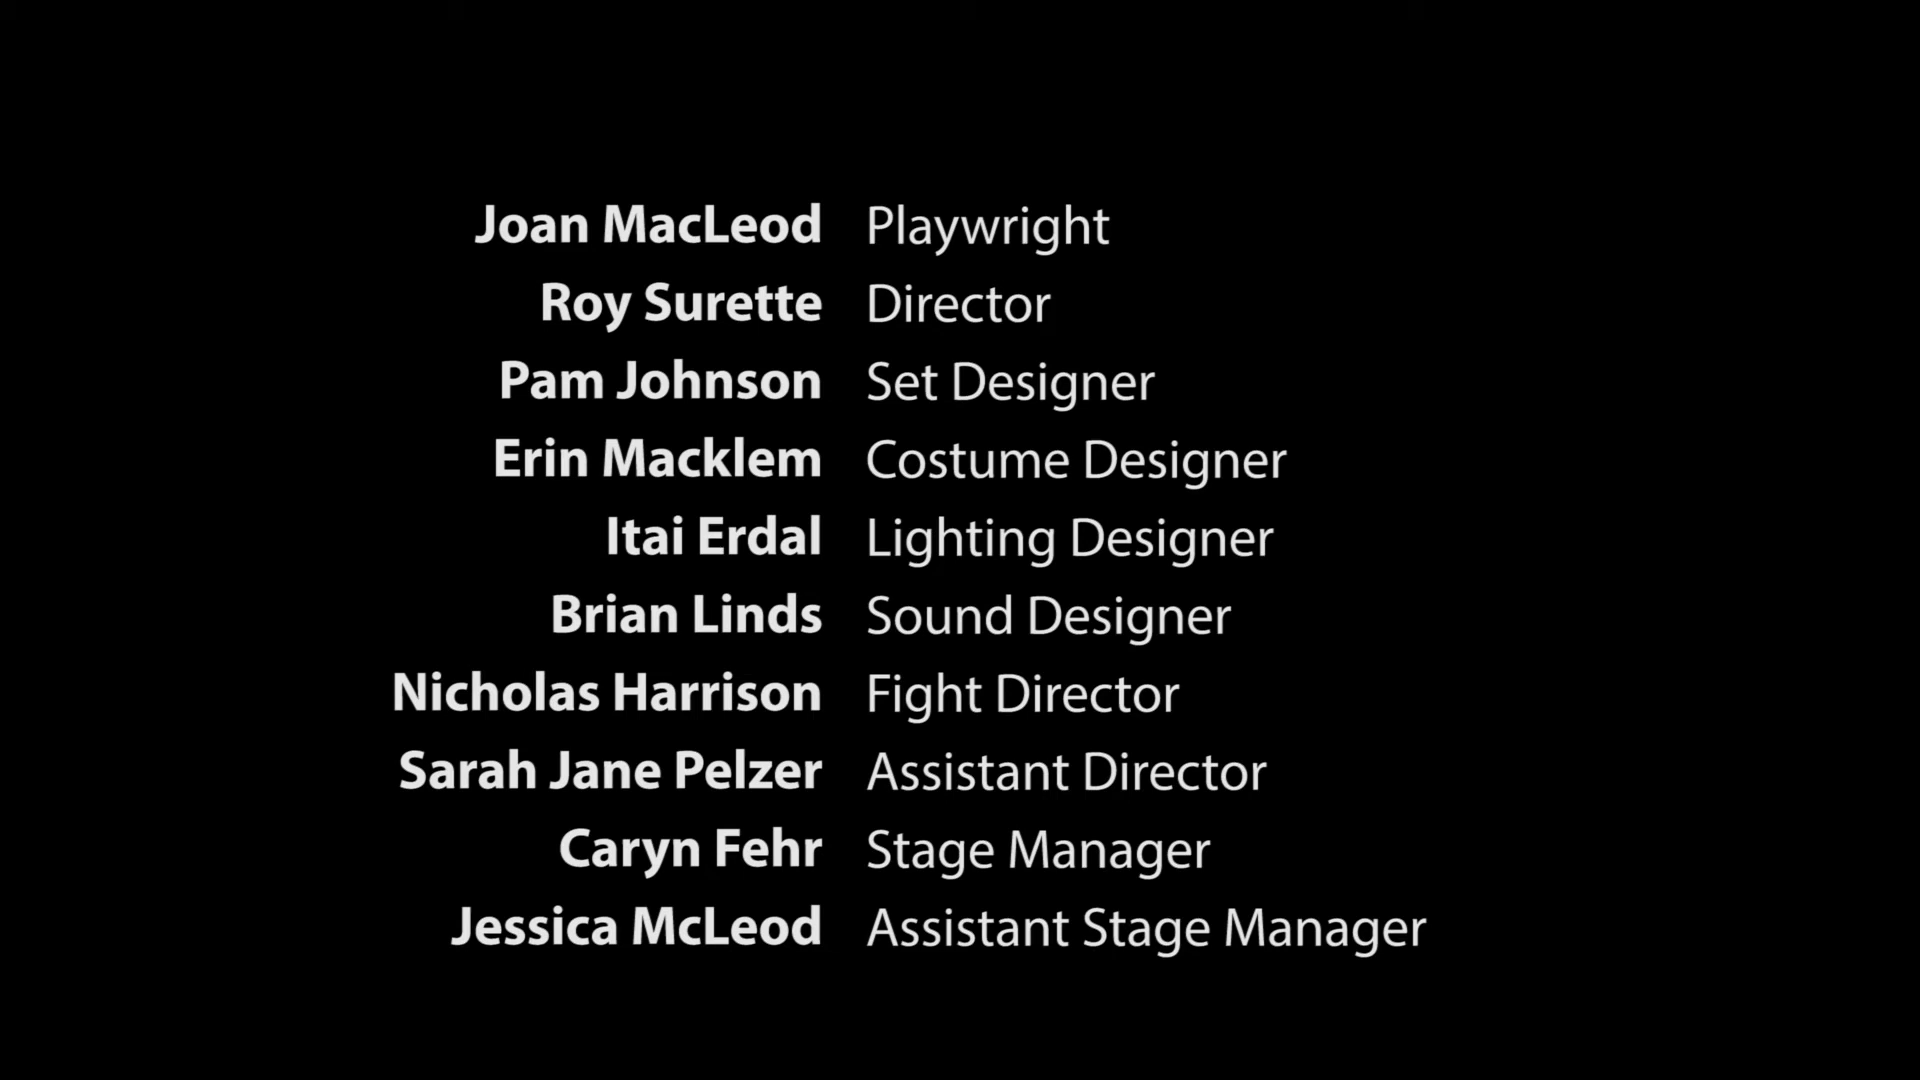 Joan MacLeod Playwright
Roy Surette Director
Pam Johnson Set Designer
Erin Macklem Costume Designer
Itai Erdal Lighting Designer
Brian Linds Sound Designer
Nicholas Harrison Fight Director
Sarah Jane Pelzer Assistant Director
Caryn Fehr Stage Manager
Jessica McLeod Assistant Stage Manager